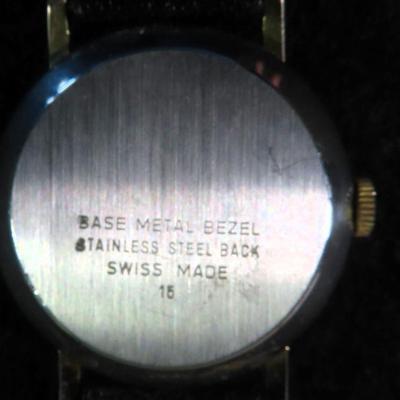 BASE METAL BEZEL
STAINLESS STEEL BACK
SWISS MADE
15